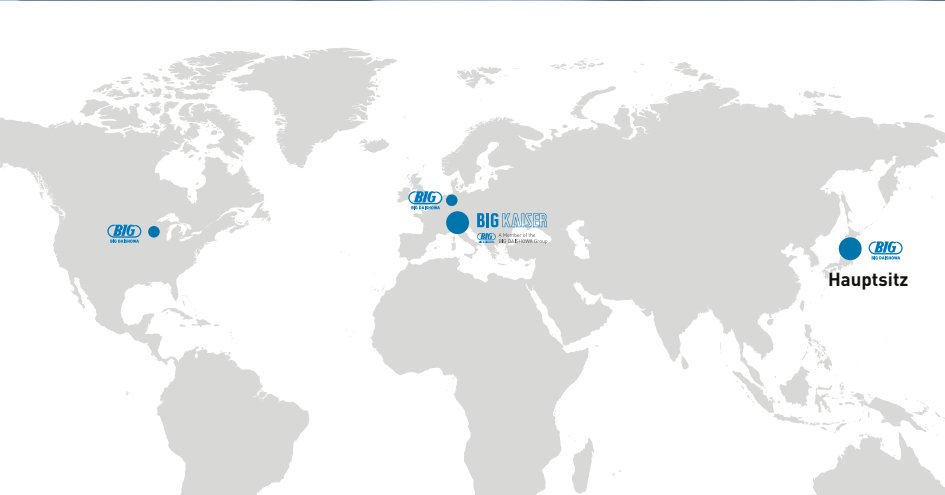 BIG
BIG DAISHOWA
BIG
BIG DAISHOWA
BIG KAISER
BIG
A Member of the
BIG DAISHOWA Group
BIG
BIG DAISHOWA
Hauptsitz